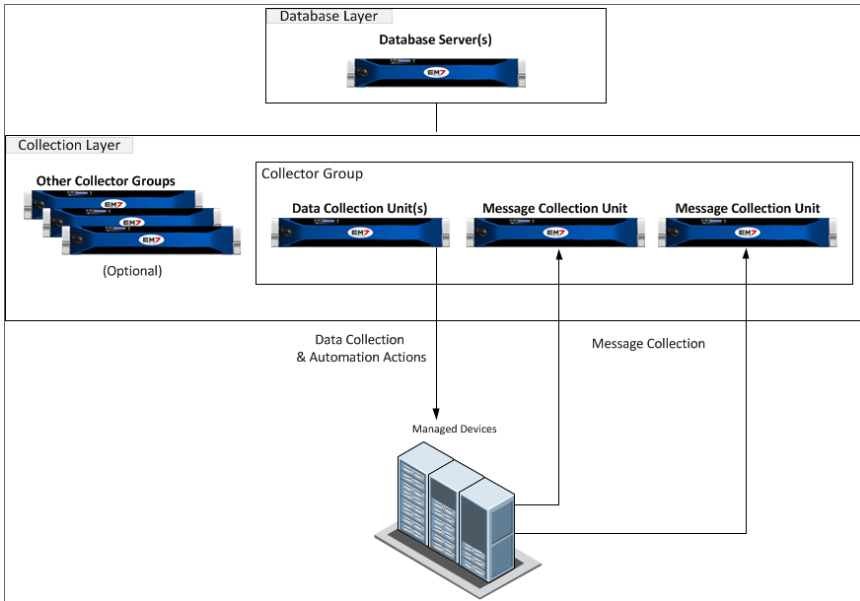 Database Layer
Database Server(s)
EM7
Collection Layer
Other Collector Groups
EM7
EM7
EM7
(Optional)
Collector Group
Data Collection Unit(s)
Message Collection Unit
Message Collection Unit
EM7
EM7
EM7
Data Collection
& Automation Actions
Message Collection
Managed Devices